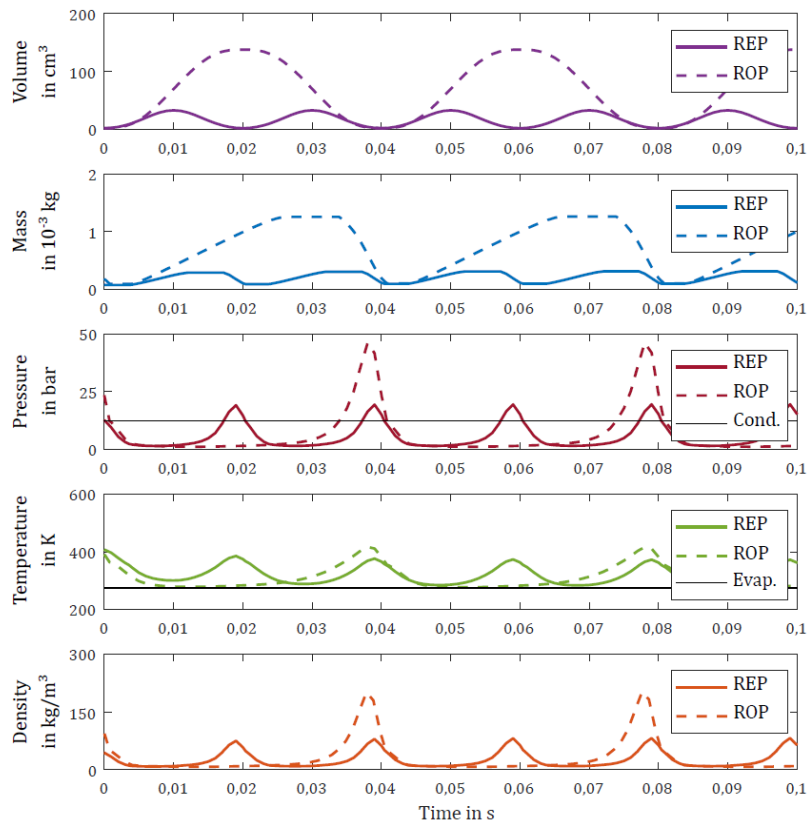 Volume
in cm³
200
100
0
REP
ROP
0 0,01 0,02 0,03 0,04 0,05 0,06 0,07 0,08 0,09 0,1
Mass
in 10⁻³ kg
2
1
0
REP
ROP
0 0,01 0,02 0,03 0,04 0,05 0,06 0,07 0,08 0,09 0,1
Pressure
in bar
50
25
0
REP
ROP
Cond.
0 0,01 0,02 0,03 0,04 0,05 0,06 0,07 0,08 0,09 0,1
Temperature
in K
600
400
200
REP
ROP
Evap.
0 0,01 0,02 0,03 0,04 0,05 0,06 0,07 0,08 0,09 0,1
Density
in kg/m³
300
150
0
REP
ROP
0 0,01 0,02 0,03 0,04 0,05 0,06 0,07 0,08 0,09 0,1
Time in s